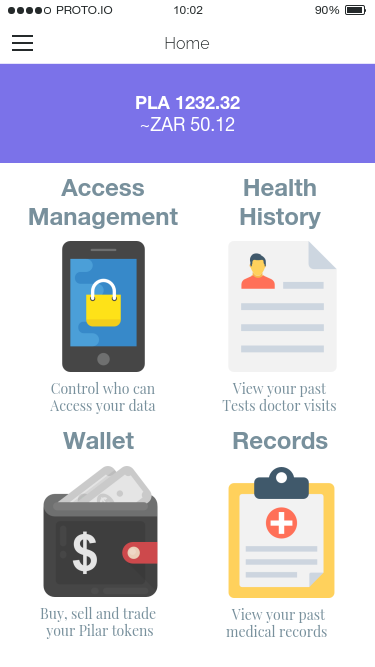 PROTO.IO 10:02 90%
Home
PLA 1232.32
~ZAR 50.12
Access
Management
Health
History
Control who can
Access your data
View your past
Tests doctor visits
Wallet
Records
$
Buy, sell and trade
your Pilar tokens
View your past
medical records